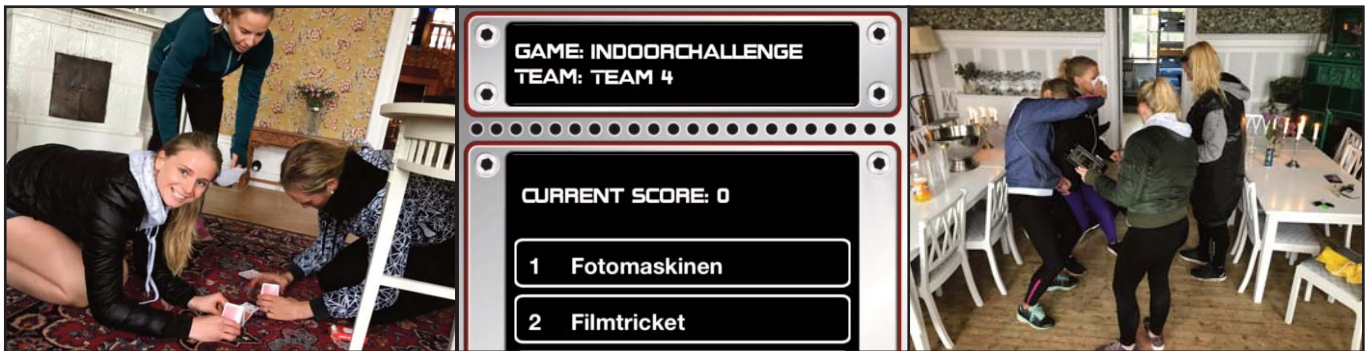 GAME: INDOORCHALLENGE
TEAM: TEAM 4
CURRENT SCORE: 0
1 Fotomaskinen
2 Filmtricket